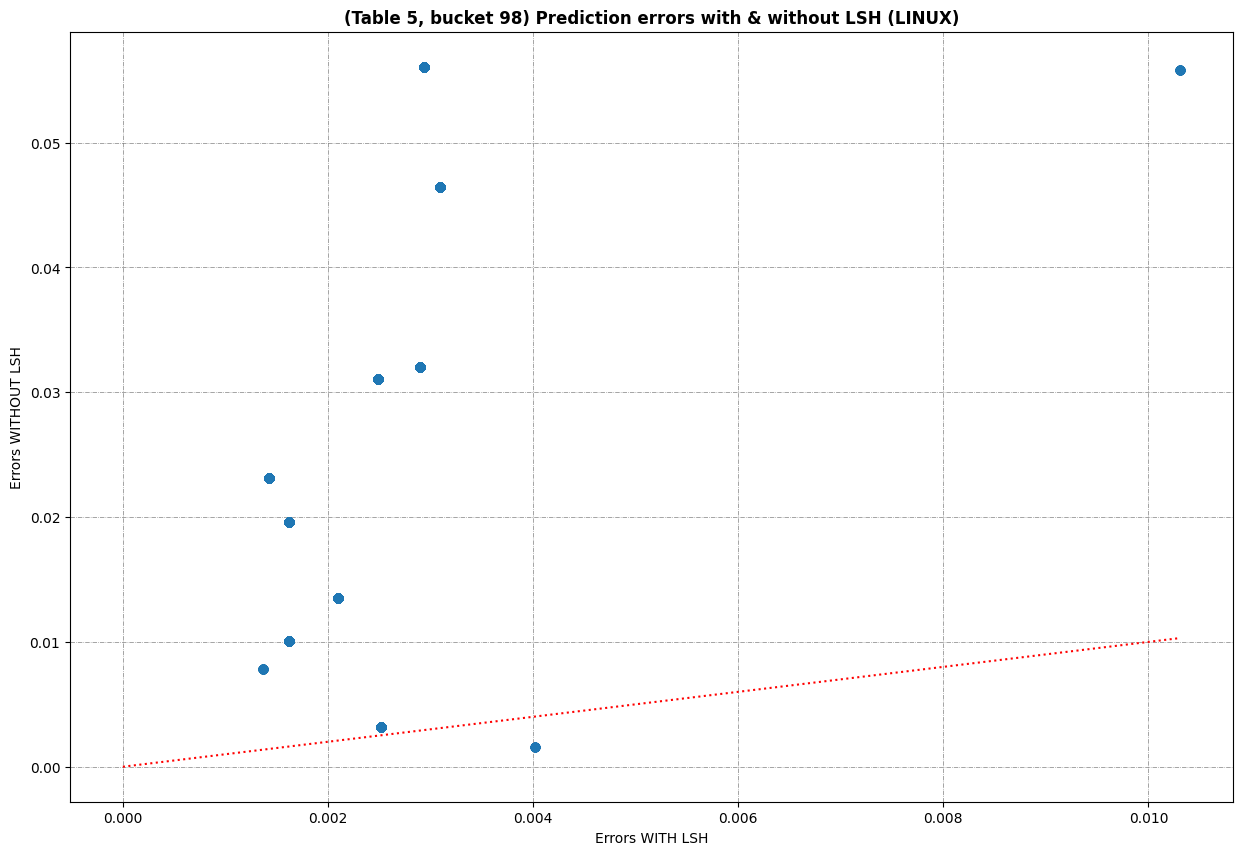 (Table 5, bucket 98) Prediction errors with & without LSH (LINUX)
Errors WITHOUT LSH
0.05
0.04
0.03
0.02
0.01
0.00
0.000 0.002 0.004 0.006 0.008 0.010
Errors WITH LSH